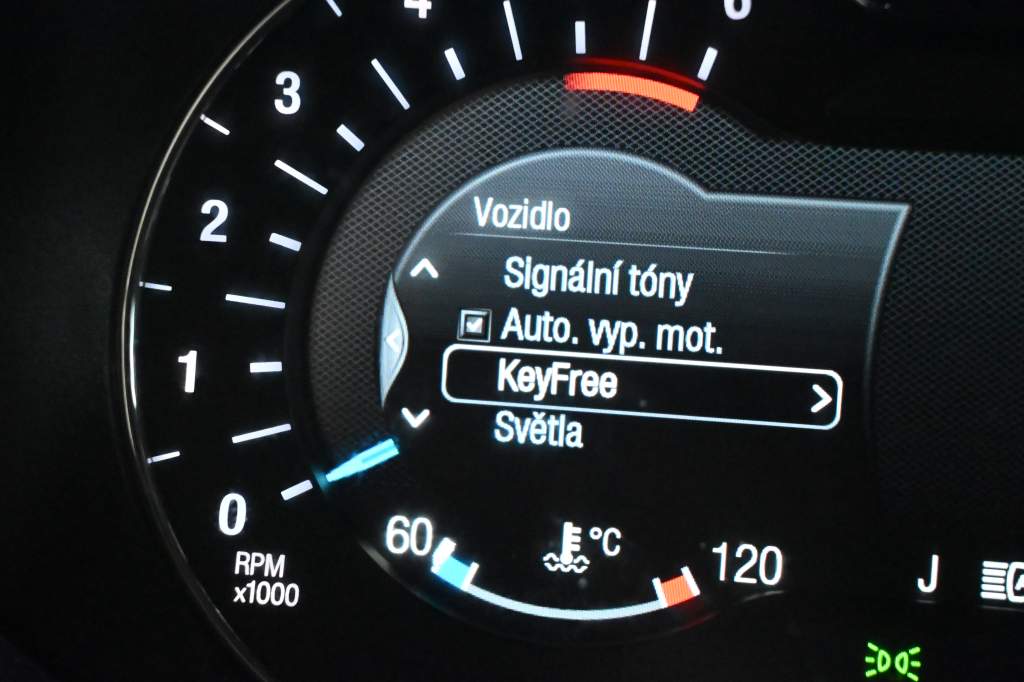 4
6
3
2
1
0
RPM
x1000
Vozidlo
Signální tóny
Auto. vyp. mot.
KeyFree
Světla
60
°C
120
J